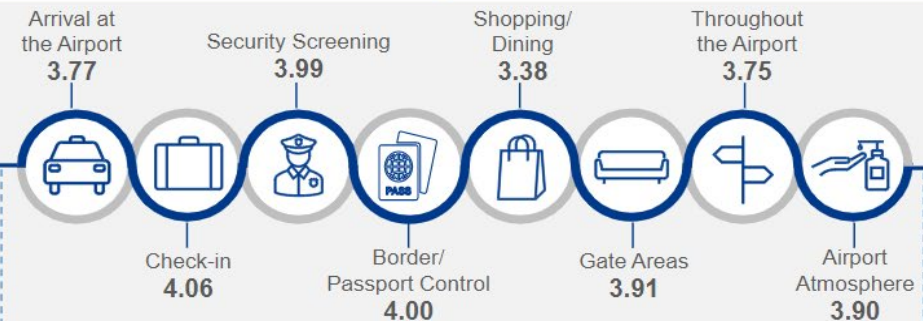 Arrival at
the Airport
3.77
Check-in
4.06
Security Screening
3.99
PASS
Border/
Passport Control
4.00
Shopping/
Dining
3.38
Gate Areas
3.91
Throughout
the Airport
3.75
Airport
Atmosphere
3.90